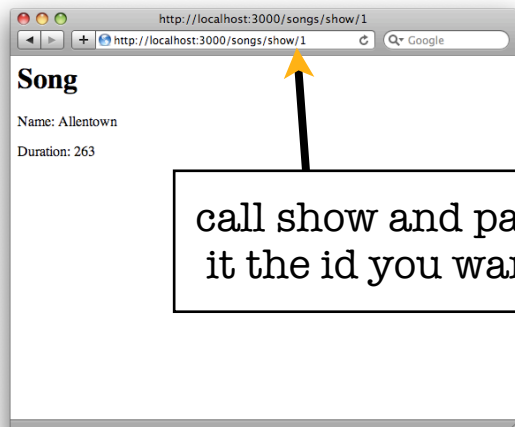 http://localhost:3000/songs/show/1
http://localhost:3000/songs/show/1
Google
Song
Name: Allentown
Duration: 263
call show and pa
it the id you wa